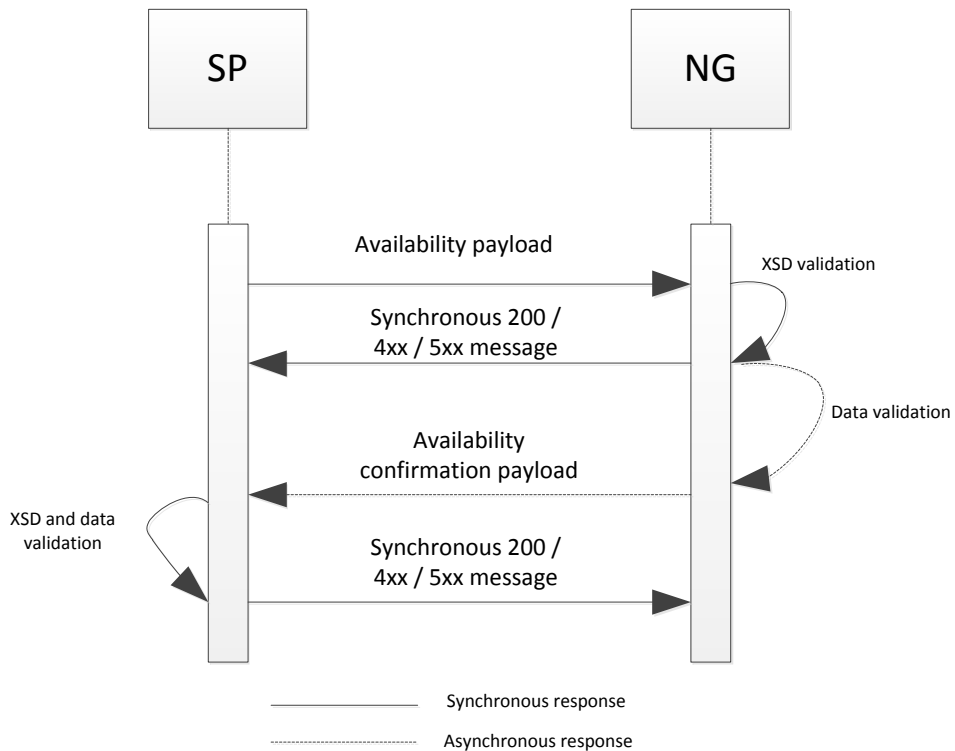 SP
NG
Availability payload
XSD validation
Synchronous 200 /
4xx / 5xx message
Data validation
Availability
confirmation payload
XSD and data
validation
Synchronous 200 /
4xx / 5xx message
Synchronous response
Asynchronous response